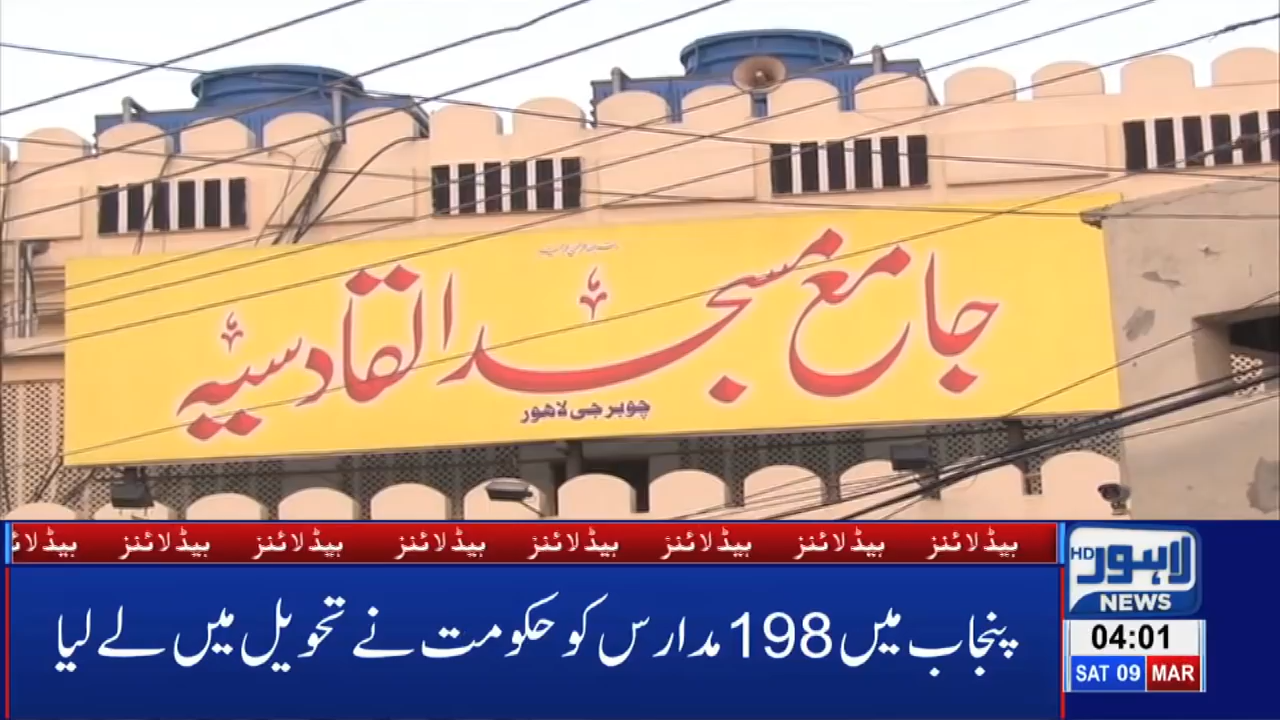 جامع مسجد القادسیہ
چوبرجی لاہور
ہیڈلائنز ہیڈلائنز ہیڈلائنز ہیڈلائنز ہیڈلائنز ہیڈلائنز ہیڈلائنز ہیڈلائنز
پنجاب میں 198 مدارس کو حکومت نے تحویل میں لے لیا
لاہور HD
NEWS
04:01
SAT 09 MAR